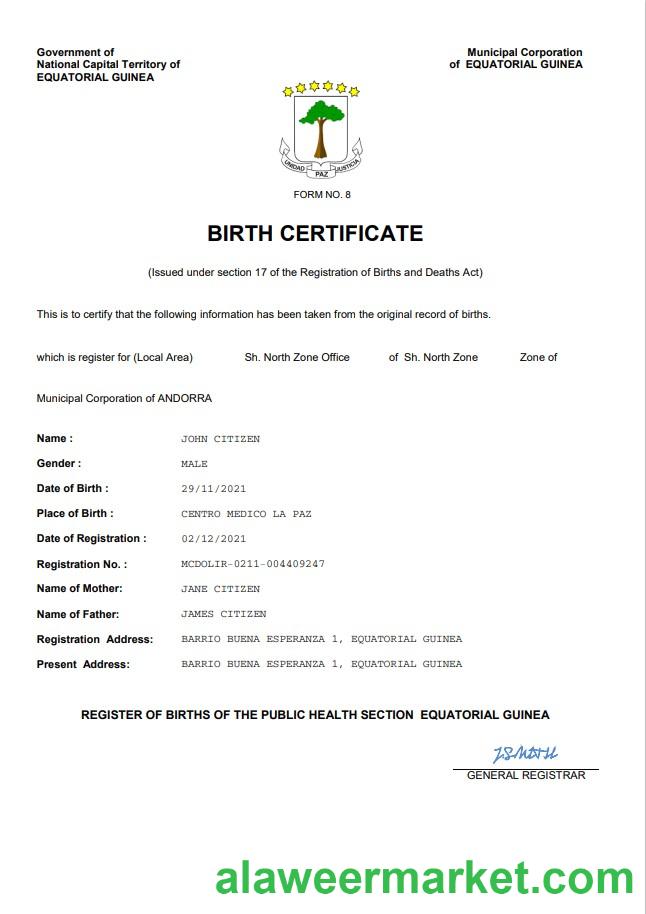 Government of
National Capital Territory of
EQUATORIAL GUINEA
Municipal Corporation
of EQUATORIAL GUINEA
UNIDAD PAZ JUSTICIA
FORM NO. 8
BIRTH CERTIFICATE
(Issued under section 17 of the Registration of Births and Deaths Act)
This is to certify that the following information has been taken from the original record of births.
which is register for (Local Area) Sh. North Zone Office of Sh. North Zone Zone of
Municipal Corporation of ANDORRA
Name : JOHN CITIZEN
Gender : MALE
Date of Birth : 29/11/2021
Place of Birth : CENTRO MEDICO LA PAZ
Date of Registration : 02/12/2021
Registration No. : MCDOLIR-0211-004409247
Name of Mother: JANE CITIZEN
Name of Father: JAMES CITIZEN
Registration Address: BARRIO BUENA ESPERANZA 1, EQUATORIAL GUINEA
Present Address: BARRIO BUENA ESPERANZA 1, EQUATORIAL GUINEA
REGISTER OF BIRTHS OF THE PUBLIC HEALTH SECTION EQUATORIAL GUINEA
GENERAL REGISTRAR
alaweermarket.com